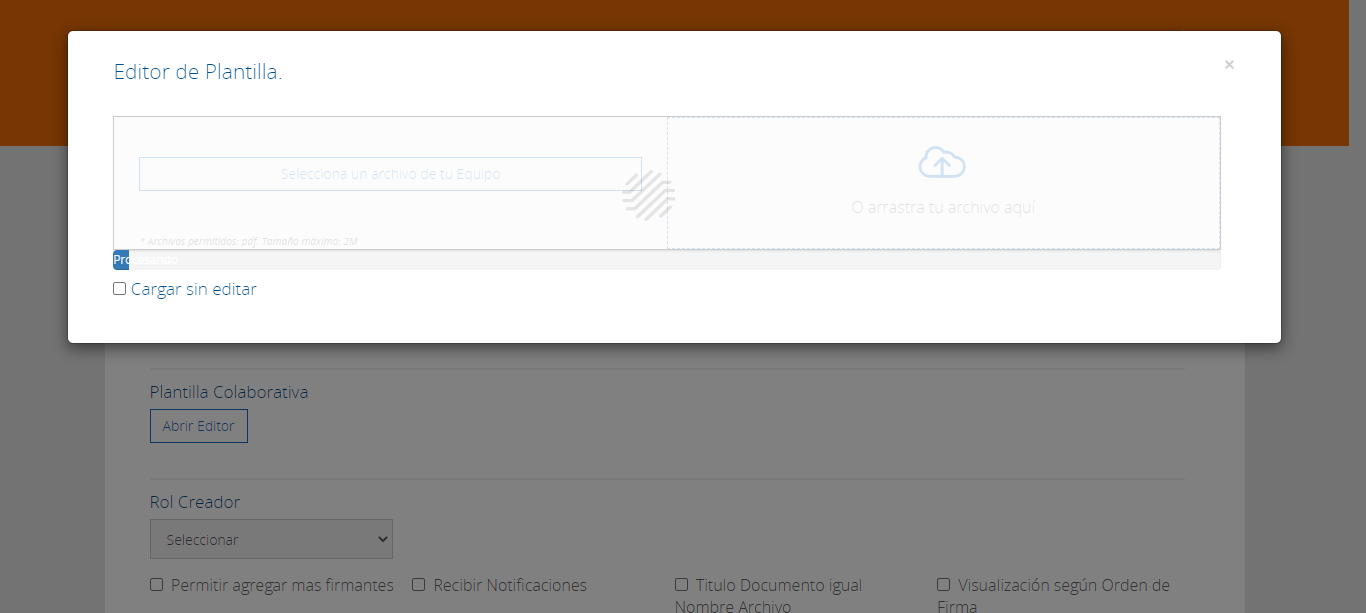 Editor de Plantilla.
×
Selecciona un archivo de tu Equipo
O arrastra tu archivo aquí
* Archivos permitidos: pdf. Tamaño maximo: 2M
Procesando
Cargar sin editar
Plantilla Colaborativa
Abrir Editor
Rol Creador
Seleccionar
Permitir agregar mas firmantes
Recibir Notificaciones
Titulo Documento igual
Nombre Archivo
Visualización según Orden de
Firma